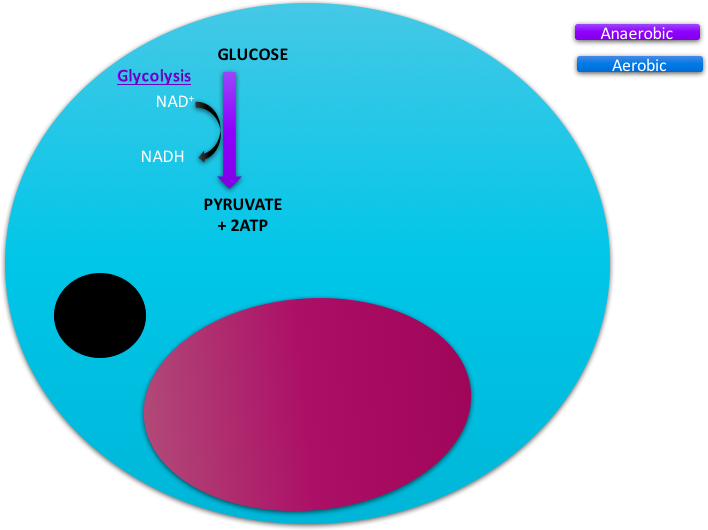 GLUCOSE
Glycolysis
NAD⁺
NADH
PYRUVATE
+ 2ATP
Anaerobic
Aerobic